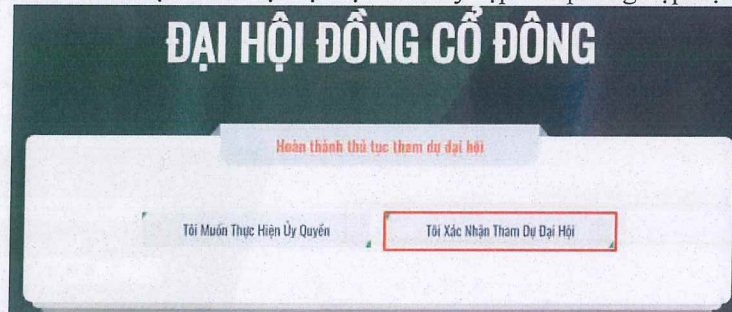 ĐẠI HỘI ĐỒNG CỔ ĐÔNG
Hoàn thành thủ tục tham dự đại hội
Tôi Muốn Thực Hiện Ủy Quyền
Tôi Xác Nhận Tham Dự Đại Hội